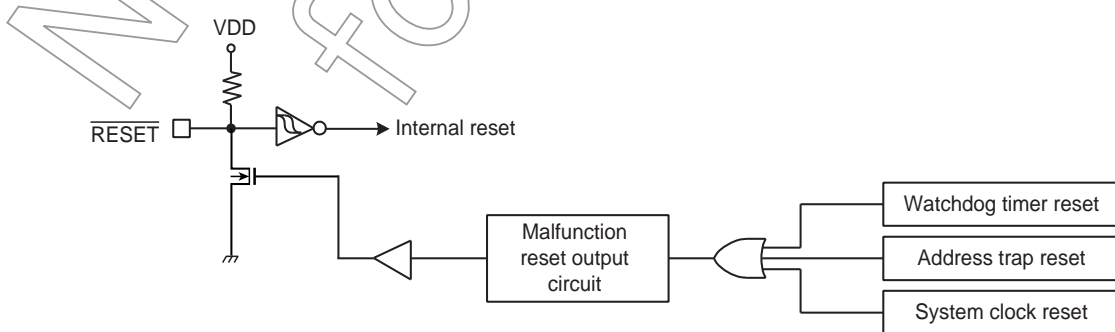 VDD
RESET
Internal reset
Malfunction
reset output
circuit
Watchdog timer reset
Address trap reset
System clock reset